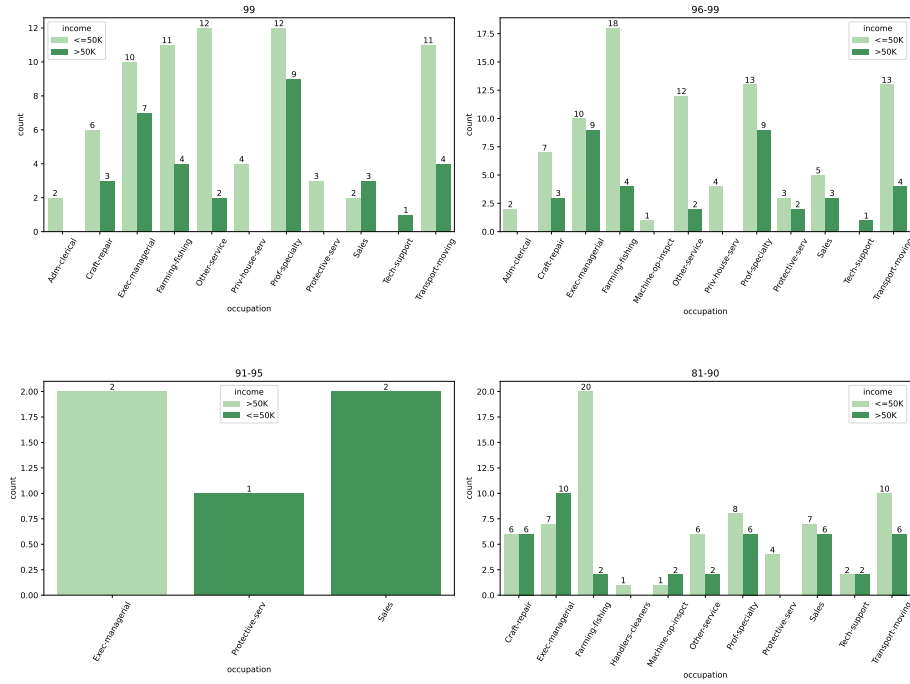 99
income
<=50K
>50K
count
12
10
8
6
4
2
0
2
6
3
10
7
11
4
12
2
4
12
9
3
2
3
1
11
4
Adm-clerical
Craft-repair
Exec-managerial
Farming-fishing
Other-service
Priv-house-serv
Prof-specialty
Protective-serv
Sales
Tech-support
Transport-moving
occupation
96-99
income
<=50K
>50K
count
17.5
15.0
12.5
10.0
7.5
5.0
2.5
0.0
2
7
3
10
9
18
4
1
12
2
4
13
9
3
2
5
3
1
13
4
Adm-clerical
Craft-repair
Exec-managerial
Farming-fishing
Machine-op-inspct
Other-service
Priv-house-serv
Prof-specialty
Protective-serv
Sales
Tech-support
Transport-moving
occupation
91-95
income
>50K
<=50K
count
2.00
1.75
1.50
1.25
1.00
0.75
0.50
0.25
0.00
2
1
2
Exec-managerial
Protective-serv
Sales
occupation
81-90
income
<=50K
>50K
count
20.0
17.5
15.0
12.5
10.0
7.5
5.0
2.5
0.0
6
6
7
10
20
2
1
1
2
6
2
8
6
4
7
6
2
2
10
6
Craft-repair
Exec-managerial
Farming-fishing
Handlers-cleaners
Machine-op-inspct
Other-service
Prof-specialty
Protective-serv
Sales
Tech-support
Transport-moving
occupation